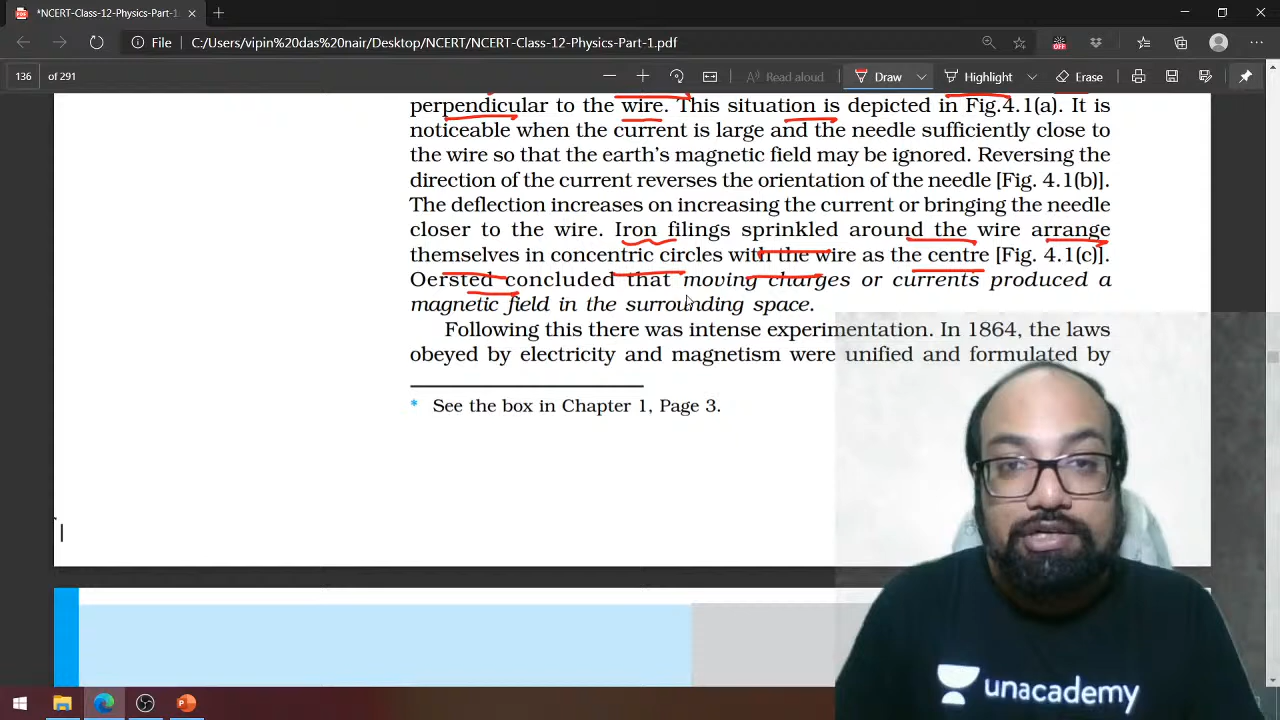 *NCERT-Class-12-Physics-Part-1.
File
C:/Users/vipin%20das%20nair/Desktop/NCERT/NCERT-Class-12-Physics-Part-1.pdf
136 of 291
Read aloud
Draw
Highlight
Erase
perpendicular to the wire. This situation is depicted in Fig.4.1(a). It is
noticeable when the current is large and the needle sufficiently close to
the wire so that the earth's magnetic field may be ignored. Reversing the
direction of the current reverses the orientation of the needle [Fig. 4.1(b)].
The deflection increases on increasing the current or bringing the needle
closer to the wire. Iron filings sprinkled around the wire arrange
themselves in concentric circles with the wire as the centre [Fig. 4.1(c)].
Oersted concluded that moving charges or currents produced a
magnetic field in the surrounding space.
Following this there was intense experimentation. In 1864, the laws
obeyed by electricity and magnetism were unified and formulated by
* See the box in Chapter 1, Page 3.
unacademy